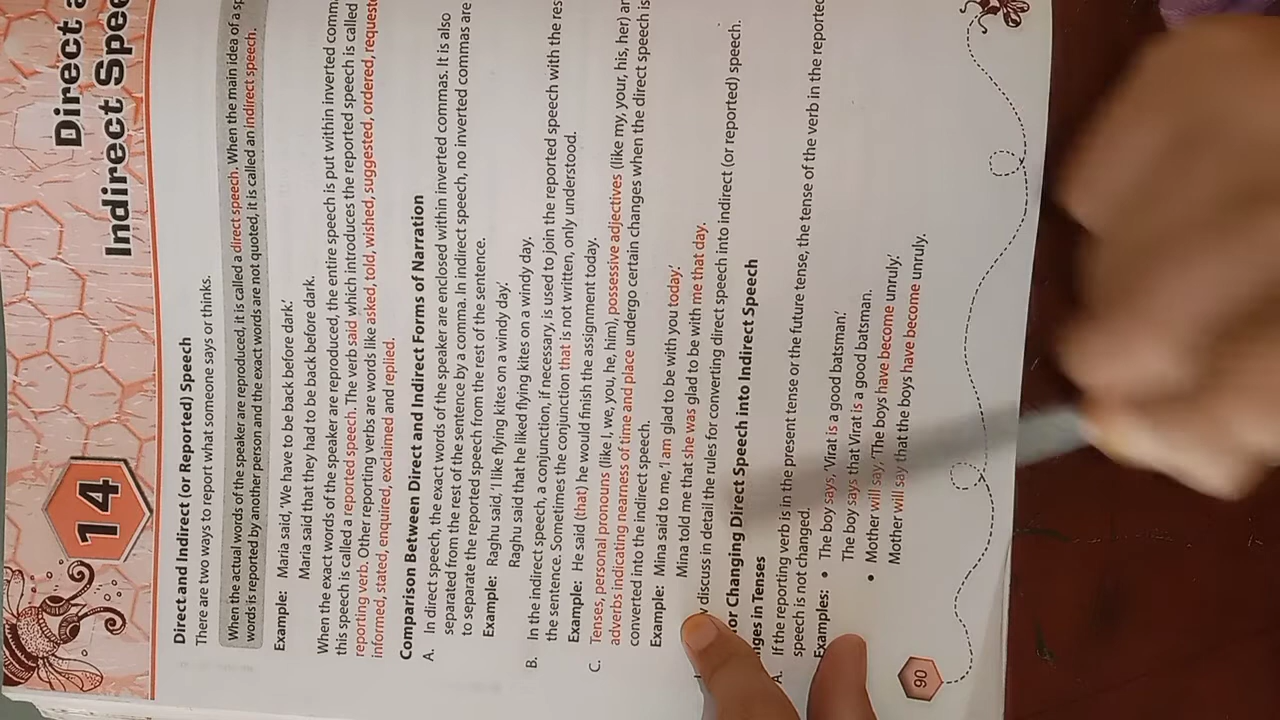 14
Direct a
Indirect Spee
Direct and Indirect (or Reported) Speech
There are two ways to report what someone says or thinks.
When the actual words of the speaker are reproduced, it is called a direct speech. When the main idea of a sp
words is reported by another person and the exact words are not quoted, it is called an indirect speech.
Example: Maria said, 'We have to be back before dark.'
Maria said that they had to be back before dark.
When the exact words of the speaker are reproduced, the entire speech is put within inverted comm
this speech is called a reported speech. The verb said which introduces the reported speech is called
reporting verb. Other reporting verbs are words like asked, told, wished, suggested, ordered, request
informed, stated, enquired, exclaimed and replied.
Comparison Between Direct and Indirect Forms of Narration
A. In direct speech, the exact words of the speaker are enclosed within inverted commas. It is also
separated from the rest of the sentence by a comma. In indirect speech, no inverted commas are
to separate the reported speech from the rest of the sentence.
Example: Raghu said, 'I like flying kites on a windy day.'
Raghu said that he liked flying kites on a windy day.
B. In the indirect speech, a conjunction, if necessary, is used to join the reported speech with the res
the sentence. Sometimes the conjunction that is not written, only understood.
Example: He said (that) he would finish the assignment today.
C. Tenses, personal pronouns (like I, we, you, he, him), possessive adjectives (like my, your, his, her) an
adverbs indicating nearness of time and place undergo certain changes when the direct speech is
converted into the indirect speech.
Example: Mina said to me, 'I am glad to be with you today.'
Mina told me that she was glad to be with me that day.
discuss in detail the rules for converting direct speech into indirect (or reported) speech.
or Changing Direct Speech into Indirect Speech
nges in Tenses
A. If the reporting verb is in the present tense or the future tense, the tense of the verb in the reported
speech is not changed.
Examples: • The boy says, 'Virat is a good batsman.'
The boy says that Virat is a good batsman.
• Mother will say, 'The boys have become unruly.'
Mother will say that the boys have become unruly.
90